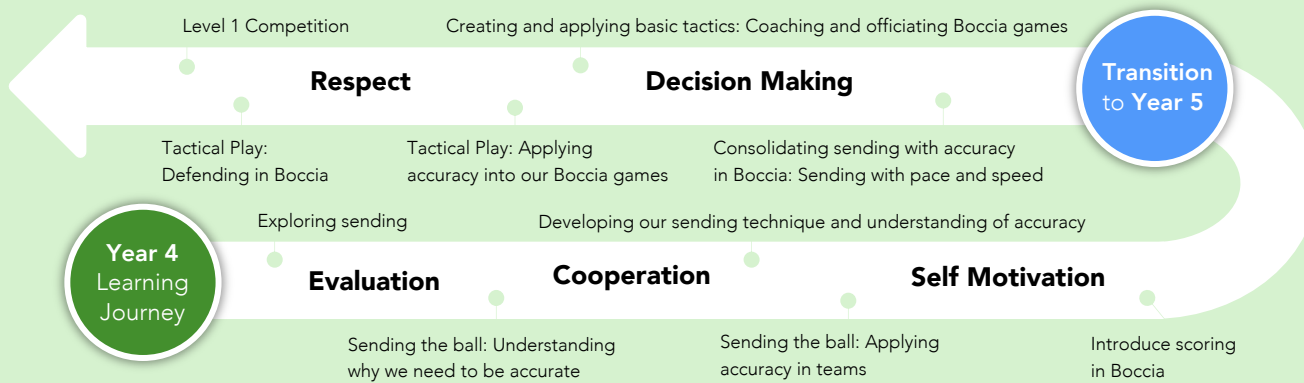 Level 1 Competition
Creating and applying basic tactics: Coaching and officiating Boccia games
Respect
Decision Making
Transition
to Year 5
Tactical Play:
Defending in Boccia
Tactical Play: Applying
accuracy into our Boccia games
Consolidating sending with accuracy
in Boccia: Sending with pace and speed
Year 4
Learning
Journey
Exploring sending
Developing our sending technique and understanding of accuracy
Evaluation
Cooperation
Self Motivation
Sending the ball: Understanding
why we need to be accurate
Sending the ball: Applying
accuracy in teams
Introduce scoring
in Boccia